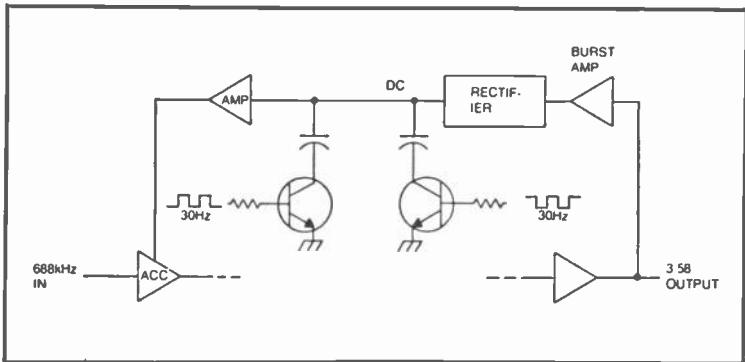 BURST
AMP
DC
AMP
RECTIF-
IER
30Hz
30Hz
688kHz
IN
ACC
3 58
OUTPUT